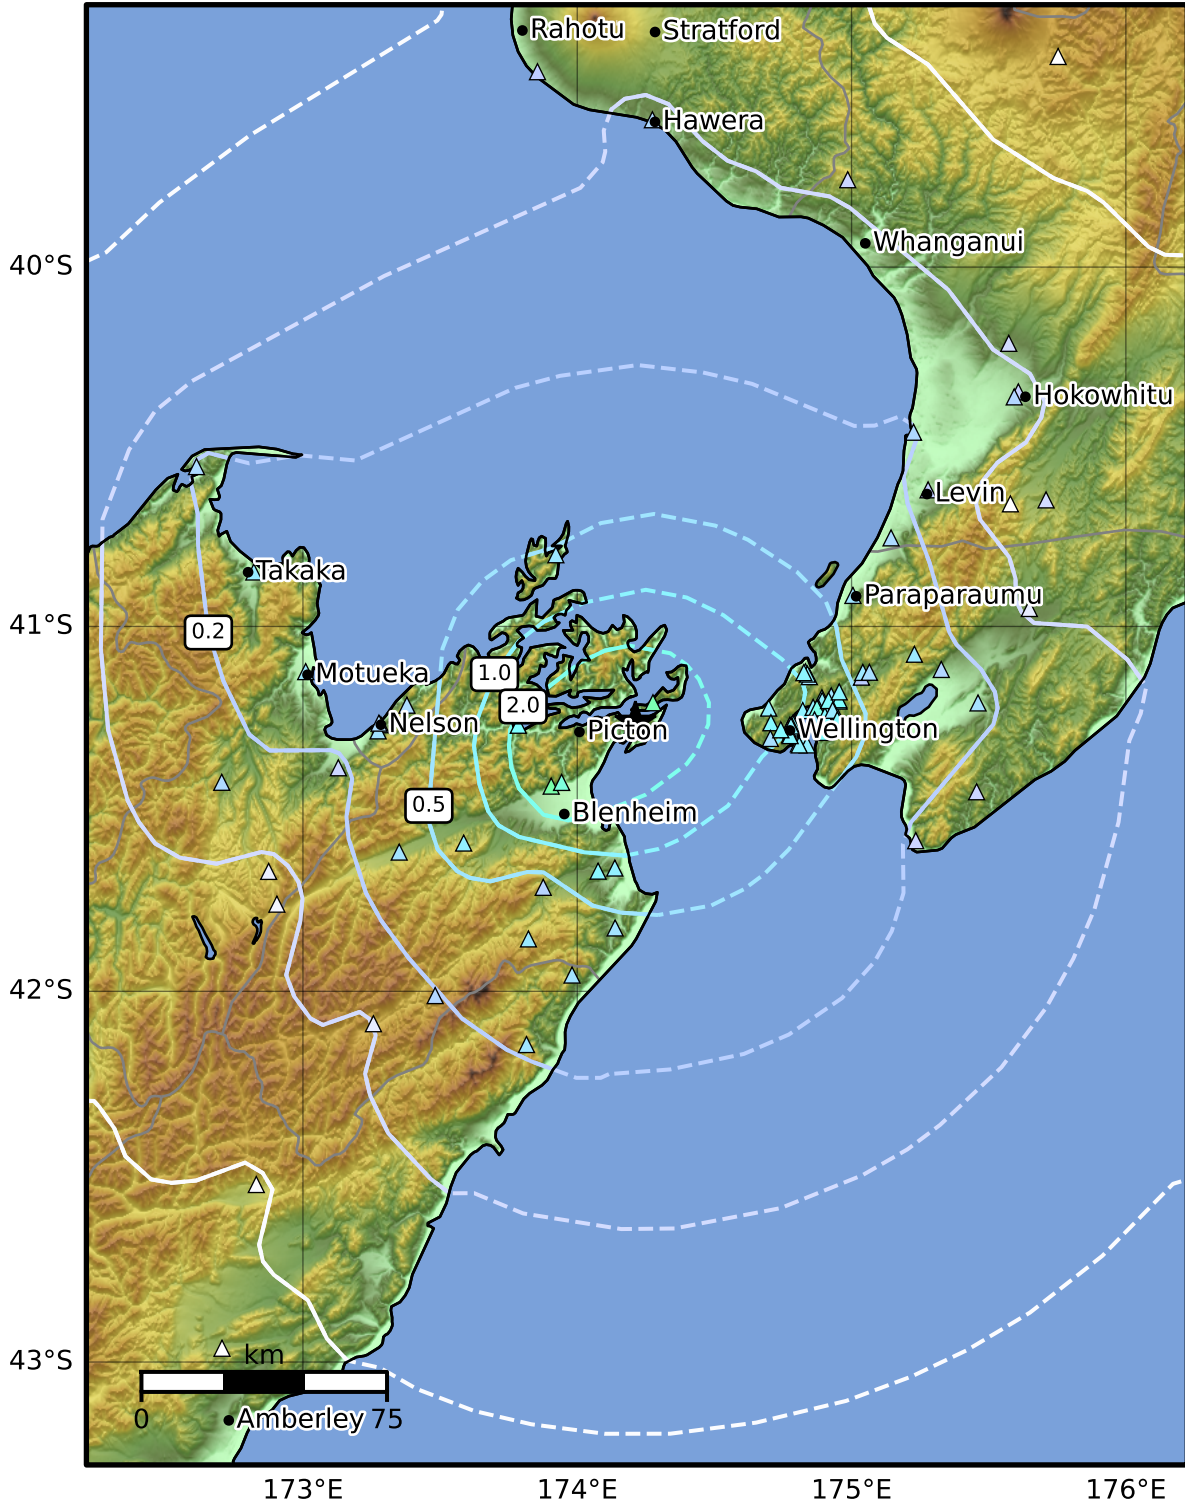 Rahotu
Stratford
Hawera
Whanganui
40°S
Hokowhitu
Levin
Takaka
Paraparaumu
41°S
0.2
Motueka
1.0
2.0
Nelson
Picton
Wellington
0.5
Blenheim
42°S
43°S
km
0
75
Amberley
173°E
174°E
175°E
176°E